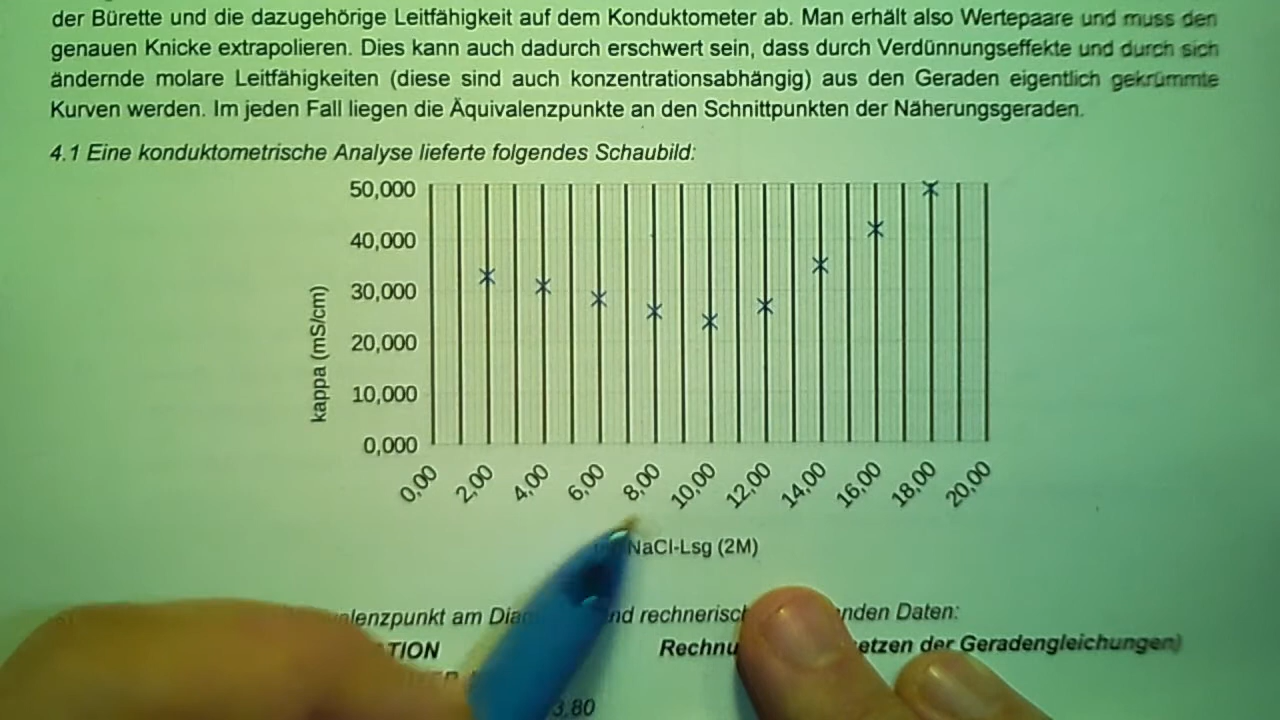 der Bürette und die dazugehörige Leitfähigkeit auf dem Konduktometer ab. Man erhält also Wertepaare und muss den
genauen Knicke extrapolieren. Dies kann auch dadurch erschwert sein, dass durch Verdünnungseffekte und durch sich
ändernde molare Leitfähigkeiten (diese sind auch konzentrationsabhängig) aus den Geraden eigentlich gekrümmte
Kurven werden. Im jeden Fall liegen die Äquivalenzpunkte an den Schnittpunkten der Näherungsgeraden.
4.1 Eine konduktometrische Analyse lieferte folgendes Schaubild:
50,000
40,000
30,000
20,000
10,000
0,000
kappa (mS/cm)
0,00 2,00 4,00 6,00 8,00 10,00 12,00 14,00 16,00 18,00 20,00
NaCl-Lsg (2M)
am rechnerisch Daten:
der Geradengleichungen)
3,80